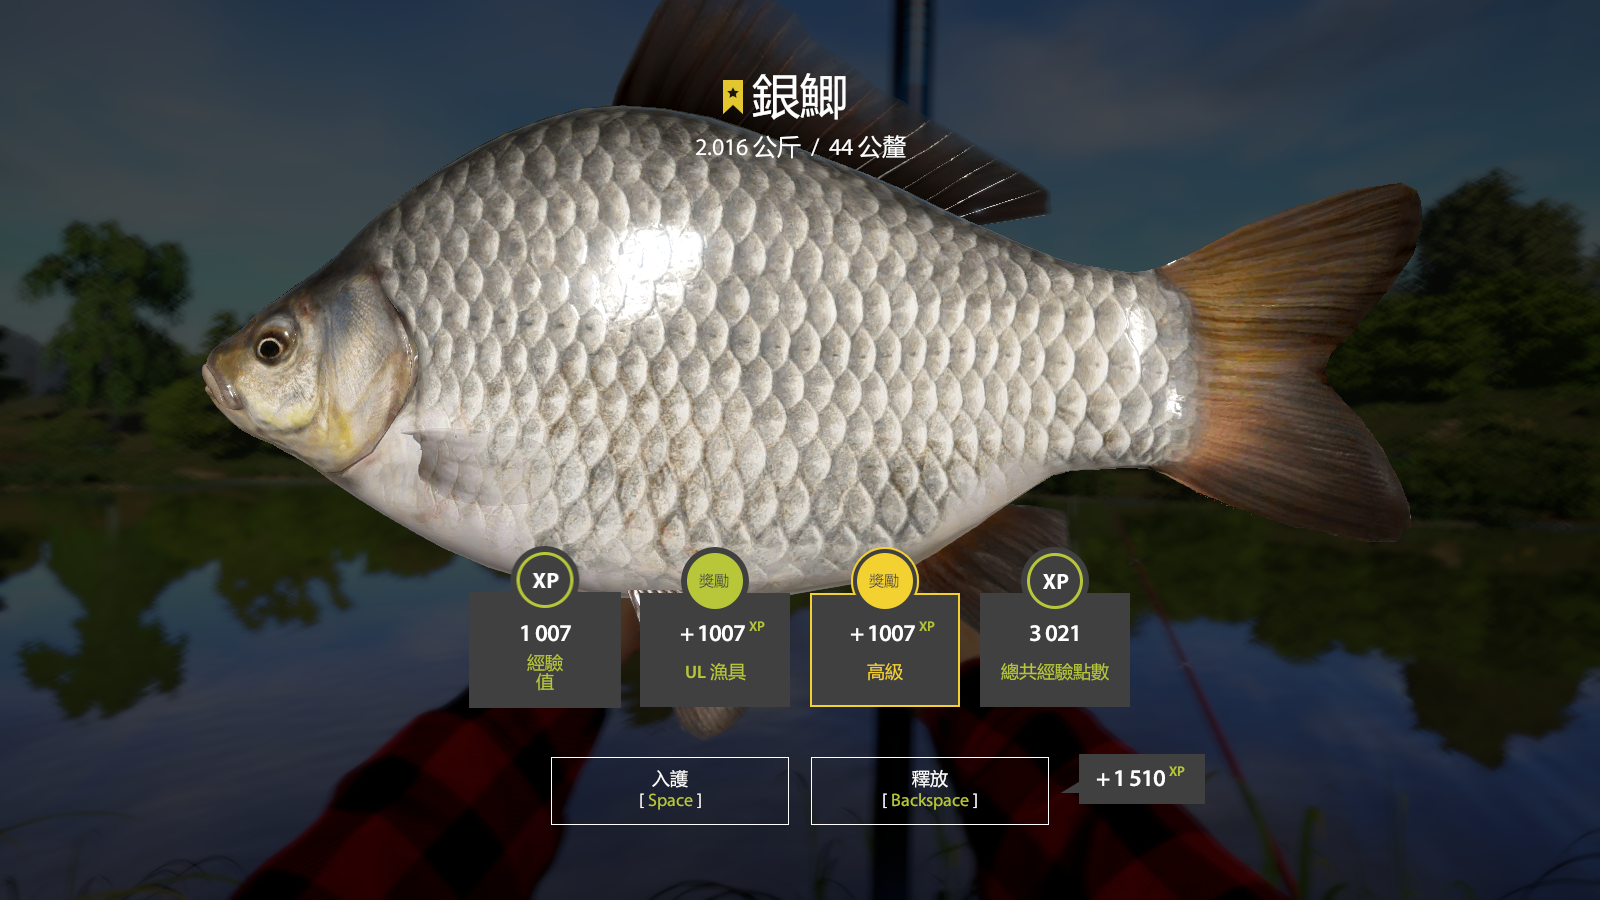 銀鯽
2.016 公斤 / 44 公釐
XP
1 007
經驗
值
獎勵
+ 1007 XP
UL 漁具
獎勵
+ 1007 XP
高級
XP
3 021
總共經驗點數
入護
[ Space ]
釋放
[ Backspace ]
+ 1 510 XP